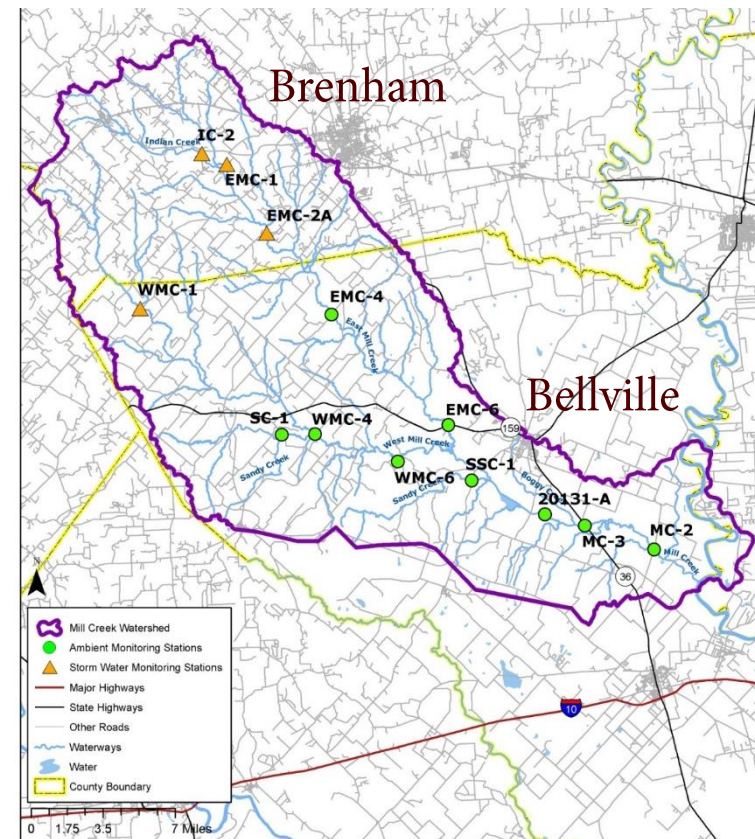 Brenham
IC-2
Indian Creek
EMC-1
EMC-2A
WMC-1
EMC-4
East Mill Creek
Bellville
EMC-6
159
SC-1
WMC-4
West Mill Creek
Sandy Creek
WMC-6
SSC-1
Sandy Creek
Boggy
20131-A
MC-3
MC-2
Mill Creek
36
N
Mill Creek Watershed
Ambient Monitoring Stations
Storm Water Monitoring Stations
Major Highways
State Highways
Other Roads
Waterways
Water
County Boundary
10
0 1.75 3.5 7 Miles